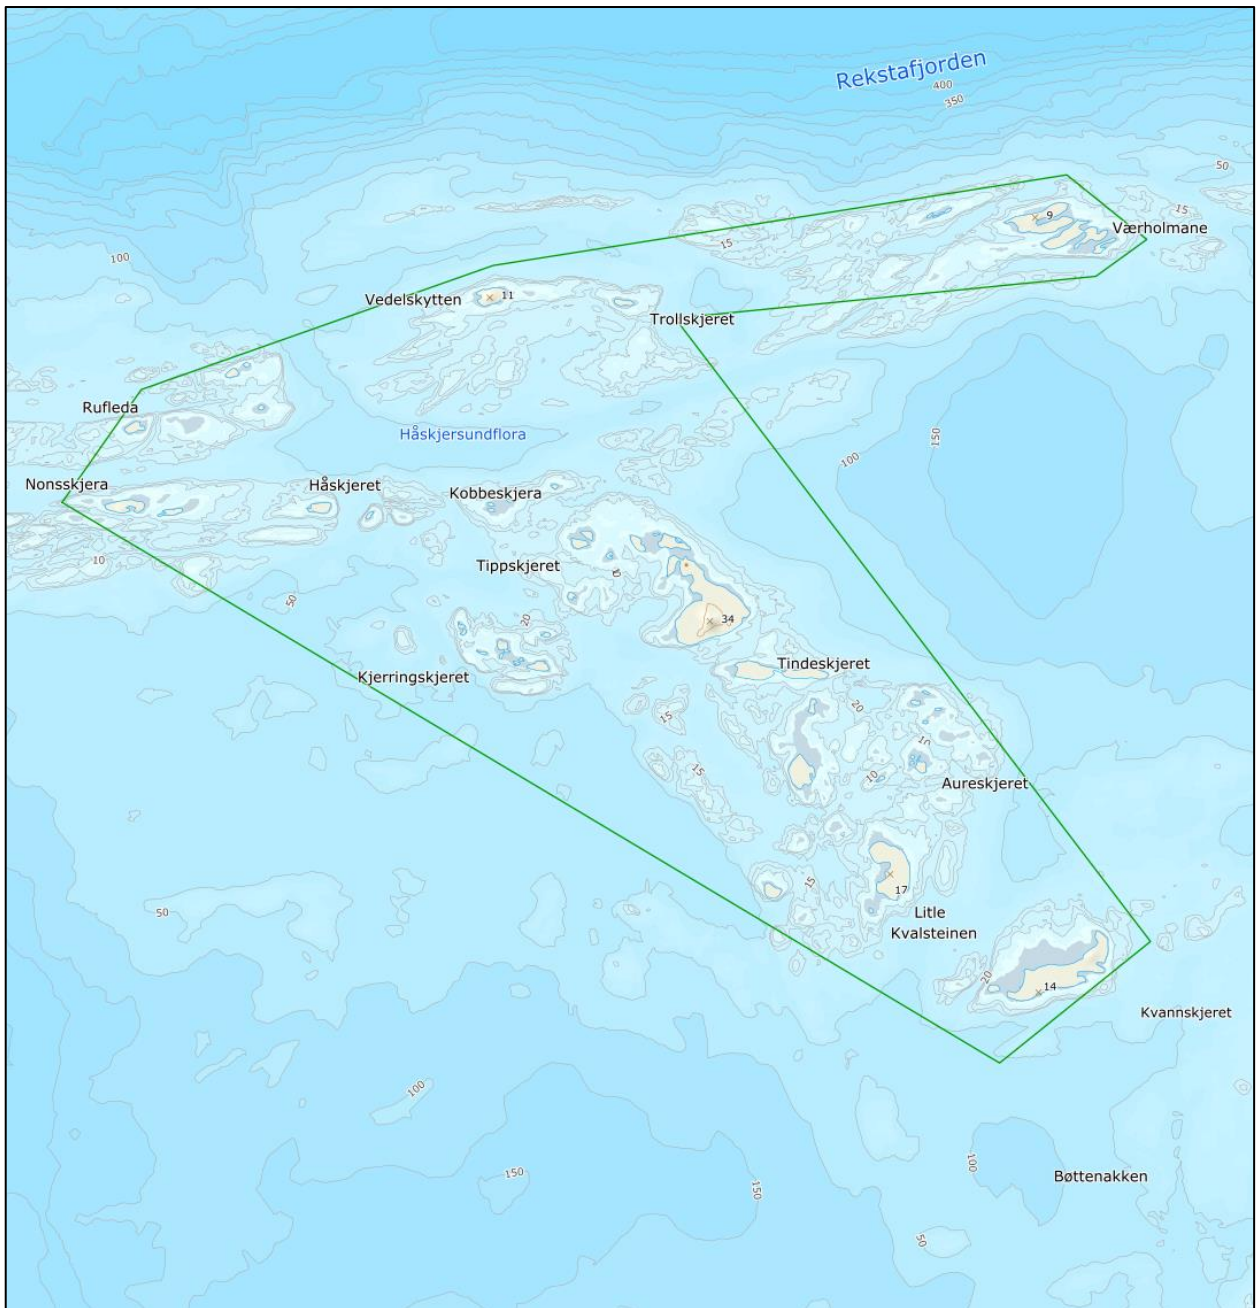 Rekstafjorden
400
350
50
15
9
Værholmane
15
100
Vedelskytten
11
Trollskjeret
Rufleda
Håskjersundflora
150
100
Nonsskjera
Håskjeret
Kobbeskjera
10
Tippskjeret
10
50
20
34
Kjerringskjeret
Tindeskjeret
15
20
10
15
10
Aureskjeret
15
17
50
Litle
Kvalsteinen
20
14
Kvannskjeret
100
150
150
100
Bøttenakken
50